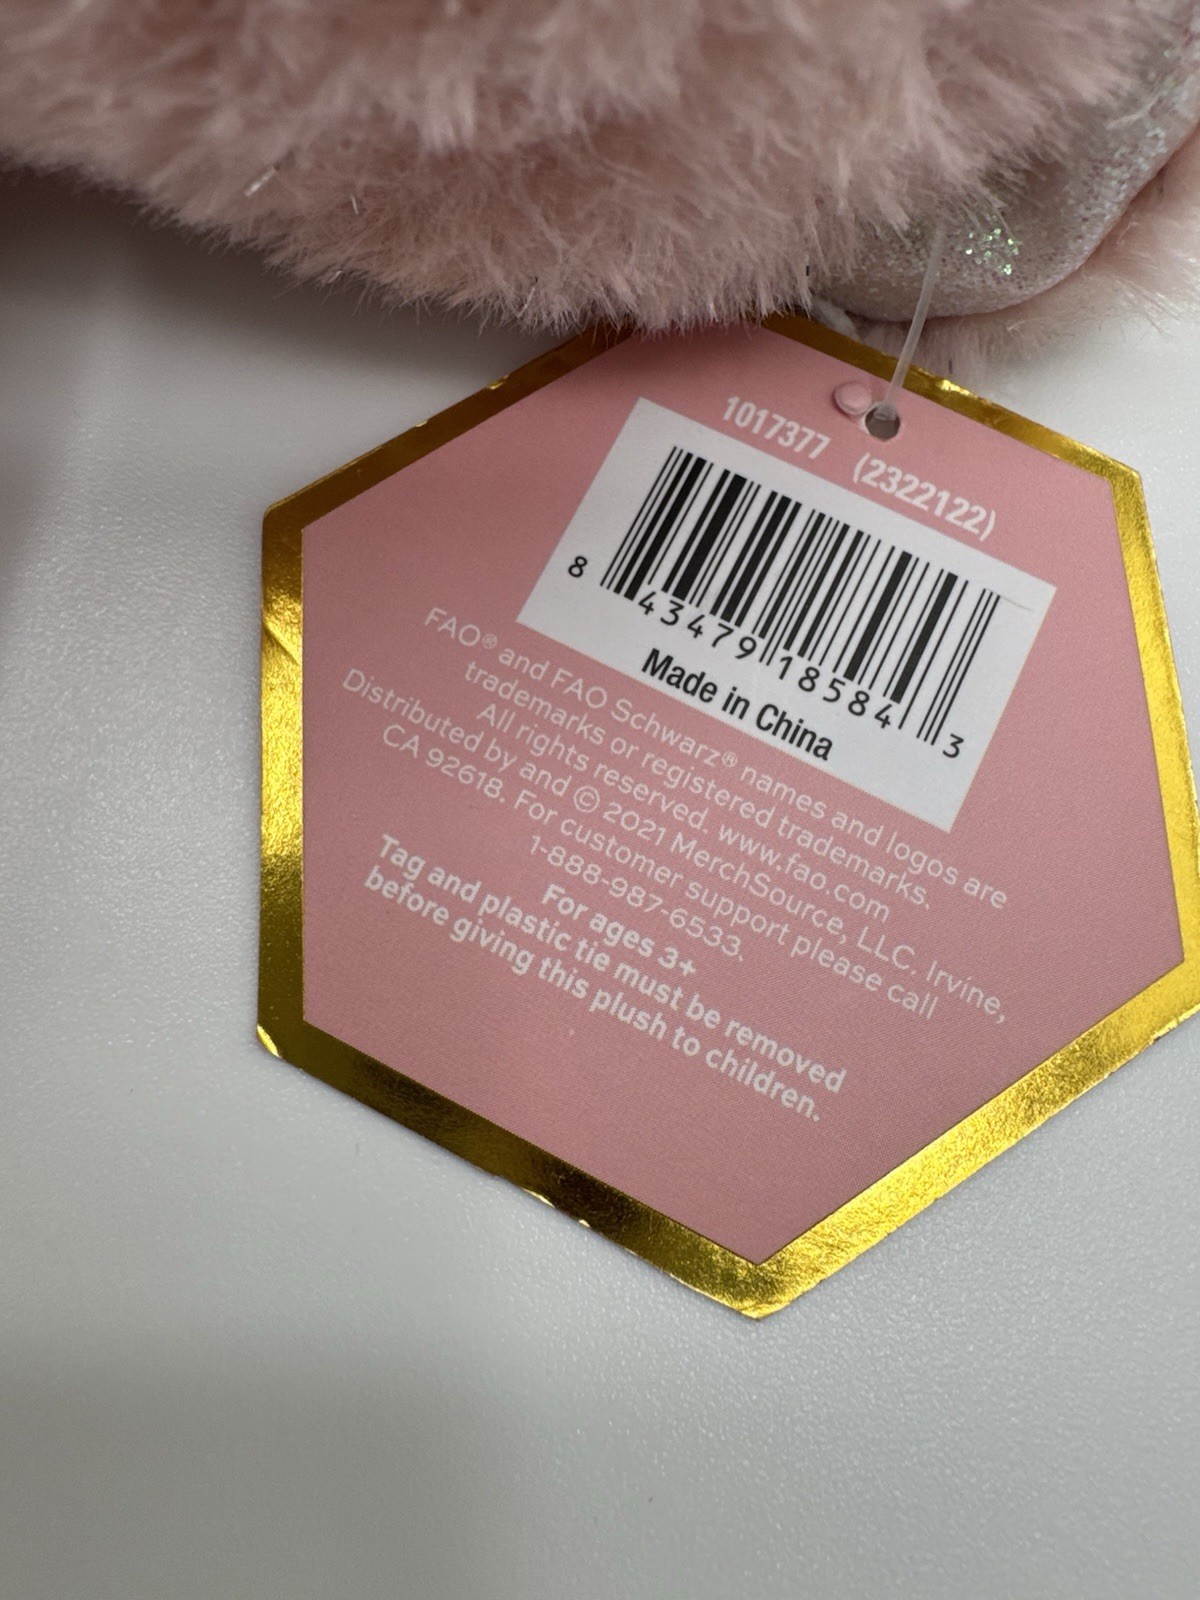 1017377 (2322122)
8 43479 18584 3
Made in China
FAO® and FAO Schwarz® names and logos are
trademarks or registered trademarks.
All rights reserved. www.fao.com
Distributed by and © 2021 MerchSource, LLC. Irvine,
CA 92618. For customer support please call
1-888-987-6533.
For ages 3+
Tag and plastic tie must be removed
before giving this plush to children.